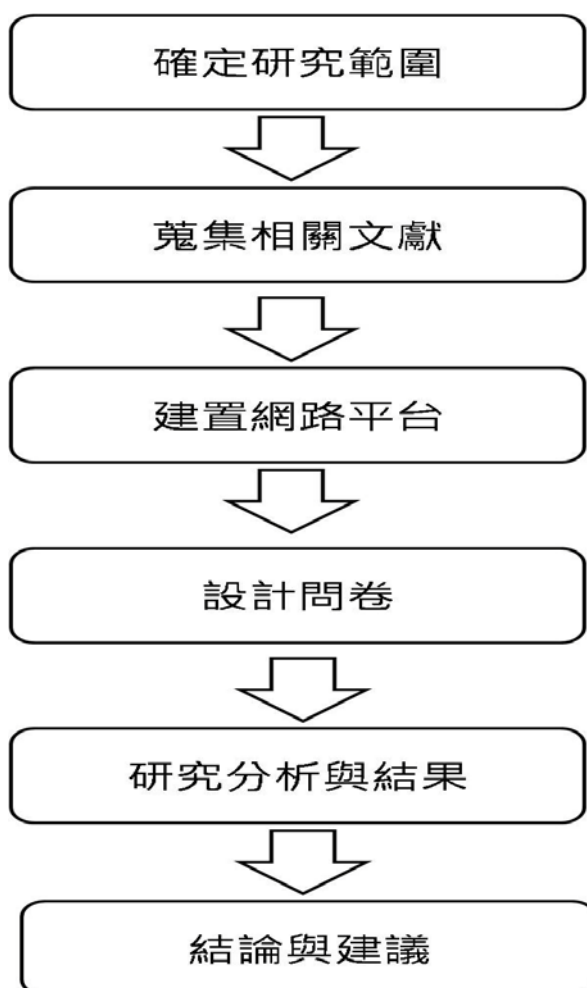 確定研究範圍
蒐集相關文獻
建置網路平台
設計問卷
研究分析與結果
結論與建議